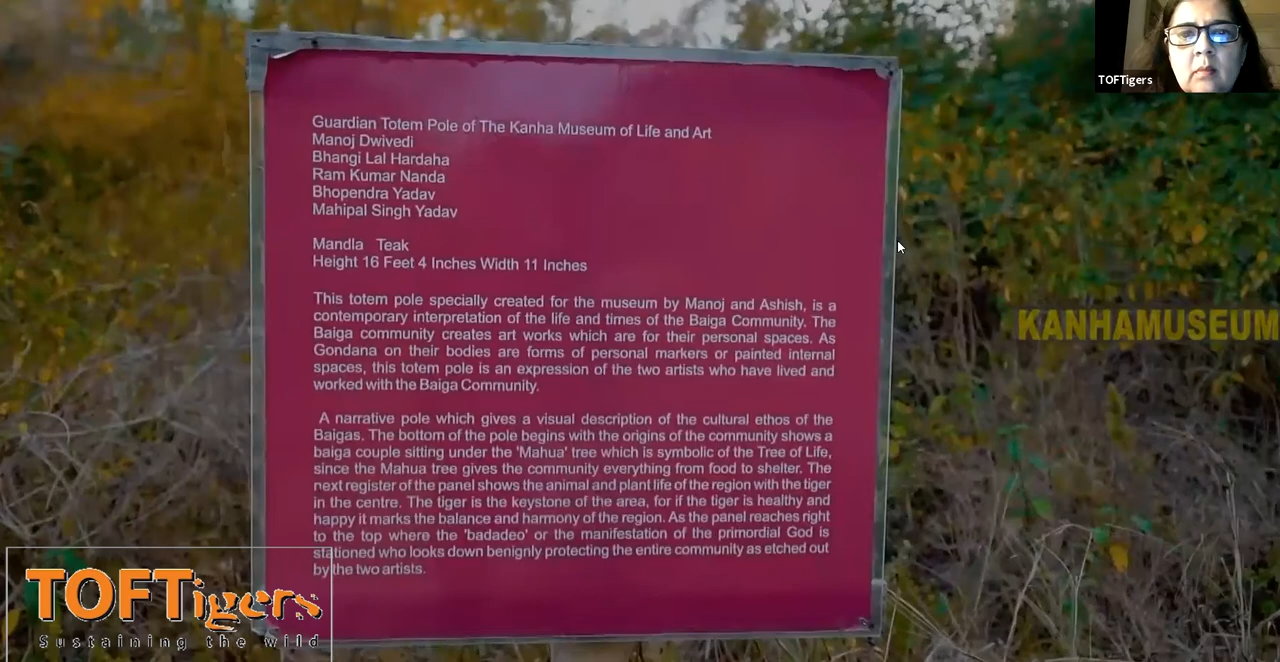 TOFTigers
Guardian Totem Pole of The Kanha Museum of Life and Art
Manoj Dwivedi
Bhangi Lal Hardaha
Ram Kumar Nanda
Bhopendra Yadav
Mahipal Singh Yadav
Mandla Teak
Height 16 Feet 4 Inches Width 11 Inches
This totem pole specially created for the museum by Manoj and Ashish, is a
contemporary interpretation of the life and times of the Baiga Community. The
Baiga community creates art works which are for their personal spaces. As
Gondana on their bodies are forms of personal markers or painted internal
spaces, this totem pole is an expression of the two artists who have lived and
worked with the Baiga Community.
A narrative pole which gives a visual description of the cultural ethos of the
Baigas. The bottom of the pole begins with the origins of the community shows a
baiga couple sitting under the 'Mahua' tree which is symbolic of the Tree of Life,
since the Mahua tree gives the community everything from food to shelter. The
next register of the panel shows the animal and plant life of the region with the tiger
in the centre. The tiger is the keystone of the area, for if the tiger is healthy and
happy it marks the balance and harmony of the region. As the panel reaches right
to the top where the 'badadeo' or the manifestation of the primordial God is
stationed who looks down benignly protecting the entire community as etched out
by the two artists.
KANHAMUSEUM
TOFTigers
Sustaining the wild